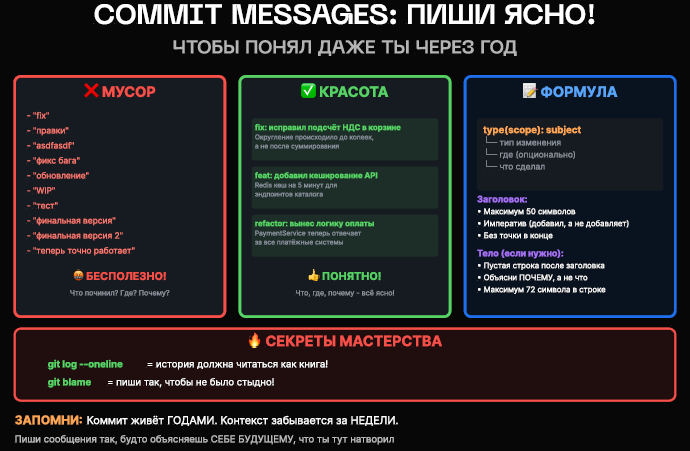 COMMIT MESSAGES: ПИШИ ЯСНО!
ЧТОБЫ ПОНЯЛ ДАЖЕ ТЫ ЧЕРЕЗ ГОД
❌ МУСОР
- "fix"
- "правки"
- "asdfasdf"
- "фикс бага"
- "обновление"
- "WIP"
- "тест"
- "финальная версия"
- "финальная версия 2"
- "теперь точно работает"
🤬 БЕСПОЛЕЗНО!
Что починил? Где? Почему?
✅ КРАСОТА
fix: исправил подсчёт НДС в корзине
Округление происходило до копеек,
а не после суммирования
feat: добавил кеширование API
Redis кеш на 5 минут для
эндпоинтов каталога
refactor: вынес логику оплаты
PaymentService теперь отвечает
за все платёжные системы
👍 ПОНЯТНО!
Что, где, почему - всё ясно!
📝 ФОРМУЛА
type(scope): subject
└── тип изменения
└── где (опционально)
└── что сделал
Заголовок:
• Максимум 50 символов
• Императив (добавил, а не добавляет)
• Без точки в конце
Тело (если нужно):
• Пустая строка после заголовка
• Объясни ПОЧЕМУ, а не что
• Максимум 72 символа в строке
🔥 СЕКРЕТЫ МАСТЕРСТВА
git log --oneline = история должна читаться как книга!
git blame = пиши так, чтобы не было стыдно!
ЗАПОМНИ: Коммит живёт ГОДАМИ. Контекст забывается за НЕДЕЛИ.
Пиши сообщения так, будто объясняешь СЕБЕ БУДУЩЕМУ, что ты тут натворил